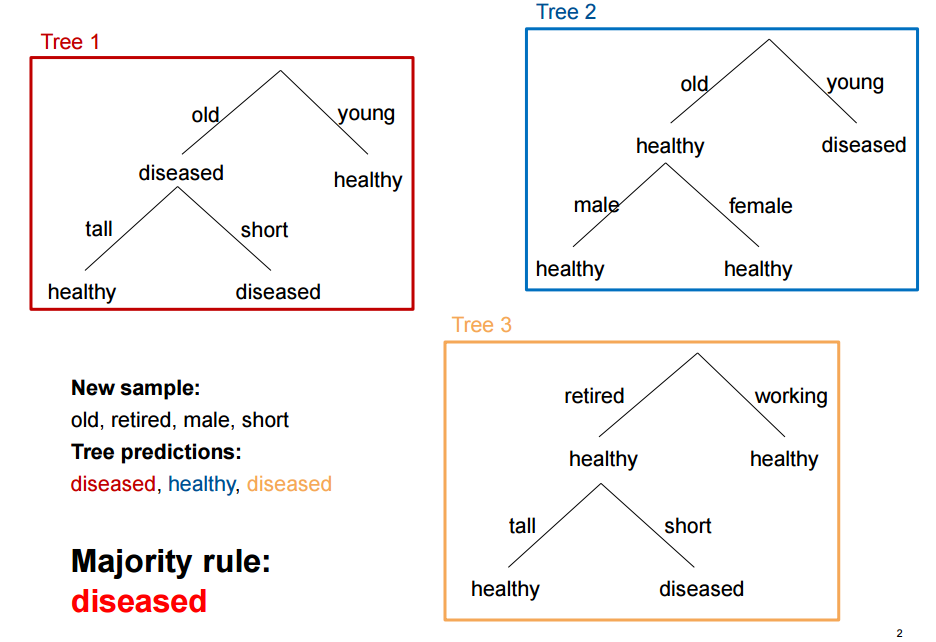 Tree 1
old
young
diseased
healthy
tall
short
healthy
diseased
Tree 2
old
young
healthy
diseased
male
female
healthy
healthy
Tree 3
retired
working
healthy
healthy
tall
short
healthy
diseased
New sample:
old, retired, male, short
Tree predictions:
diseased, healthy, diseased
Majority rule:
diseased
2